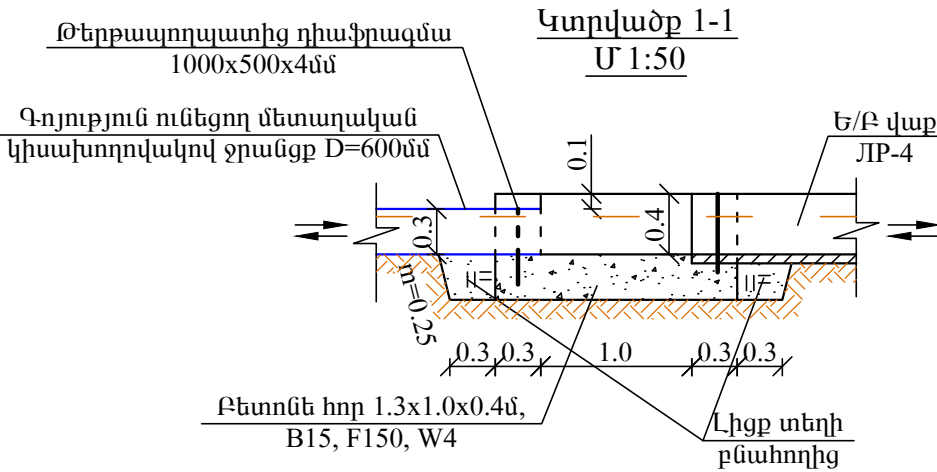 Կտրվածք 1-1
Մ 1:50
Թերթապողպատից դիաֆրագմա
1000x500x4մմ
Գոյություն ունեցող մետաղական
կիսախողովակով ջրանցք D=600մմ
Ե/Բ վաք
ЛР-4
0.1
0.3
0.4
m=0.25
0.3 0.3 1.0 0.3 0.3
Բետոնե հոր 1.3x1.0x0.4մ,
B15, F150, W4
Լիցք տեղի
բնահողից